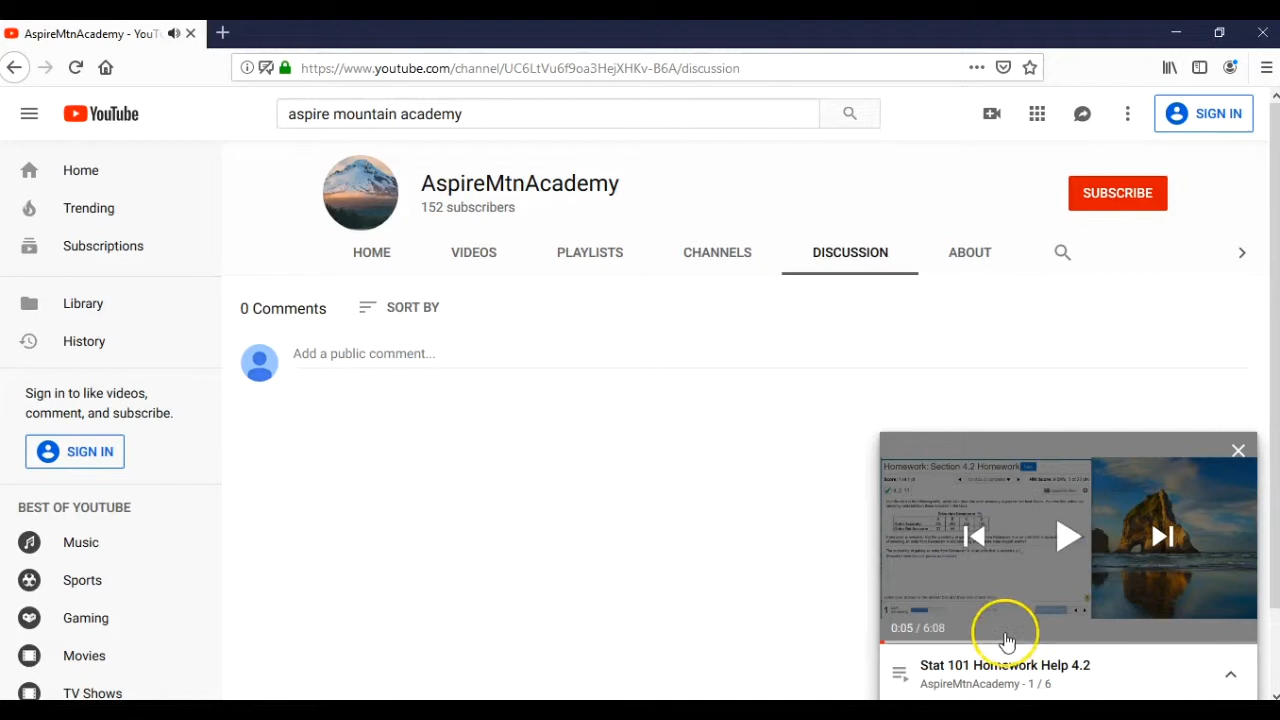 AspireMtnAcademy - YouT
https://www.youtube.com/channel/UC6LtVu6f9oa3HejXHKv-B6A/discussion
YouTube
aspire mountain academy
SIGN IN
Home
Trending
Subscriptions
Library
History
Sign in to like videos,
comment, and subscribe.
SIGN IN
BEST OF YOUTUBE
Music
Sports
Gaming
Movies
TV Shows
AspireMtnAcademy
152 subscribers
SUBSCRIBE
HOME
VIDEOS
PLAYLISTS
CHANNELS
DISCUSSION
ABOUT
0 Comments
SORT BY
Add a public comment...
Homework: Section 4.2 Homework
0:05 / 6:08
Stat 101 Homework Help 4.2
AspireMtnAcademy - 1 / 6